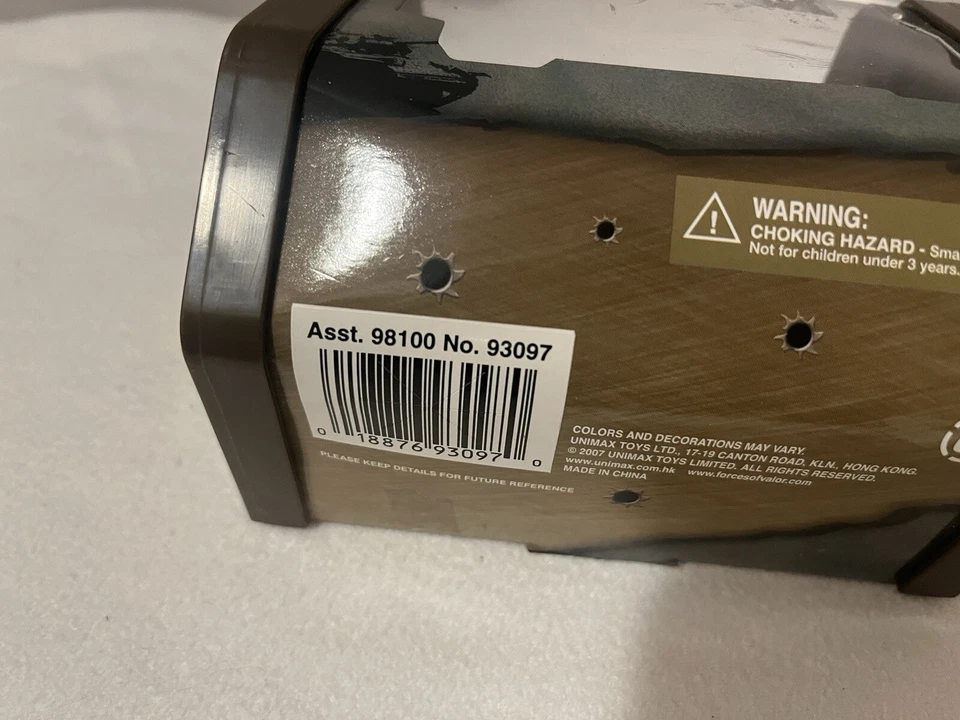 WARNING:
CHOKING HAZARD - Sma
Not for children under 3 years.
Asst. 98100 No. 93097
0 18876 93097 0
PLEASE KEEP DETAILS FOR FUTURE REFERENCE
COLORS AND DECORATIONS MAY VARY.
UNIMAX TOYS LTD., 17-19 CANTON ROAD, KLN., HONG KONG.
© 2007 UNIMAX TOYS LIMITED. ALL RIGHTS RESERVED.
www.unimax.com.hk www.forcesofvalor.com
MADE IN CHINA